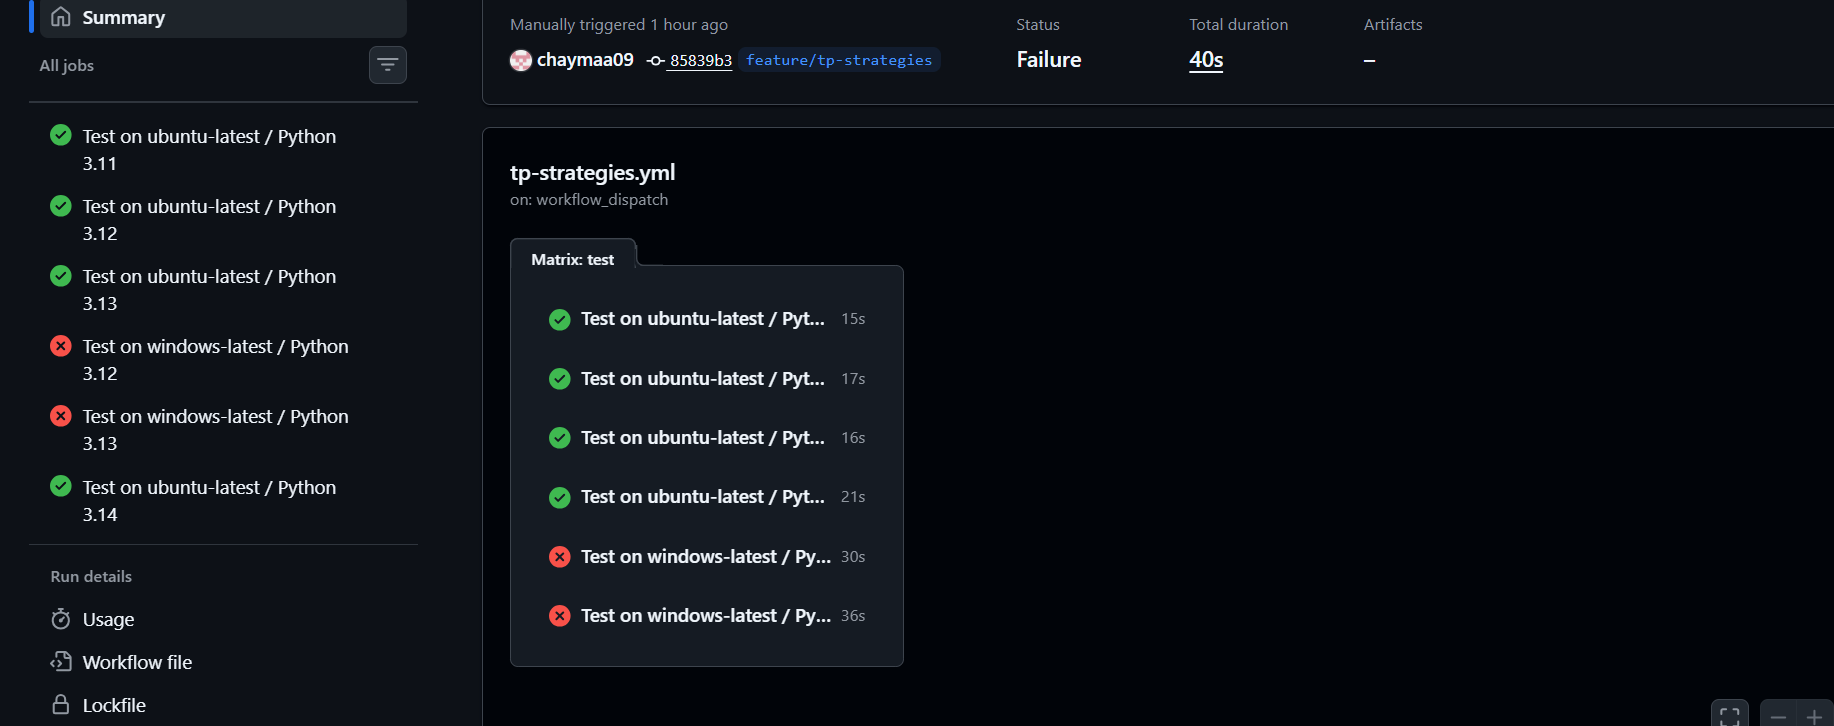 Summary
All jobs
Test on ubuntu-latest / Python
3.11
Test on ubuntu-latest / Python
3.12
Test on ubuntu-latest / Python
3.13
Test on windows-latest / Python
3.12
Test on windows-latest / Python
3.13
Test on ubuntu-latest / Python
3.14
Run details
Usage
Workflow file
Lockfile
Manually triggered 1 hour ago
chaymaa09 85839b3 feature/tp-strategies
Status
Failure
Total duration
40s
Artifacts
–
tp-strategies.yml
on: workflow_dispatch
Matrix: test
Test on ubuntu-latest / Pyt... 15s
Test on ubuntu-latest / Pyt... 17s
Test on ubuntu-latest / Pyt... 16s
Test on ubuntu-latest / Pyt... 21s
Test on windows-latest / Py... 30s
Test on windows-latest / Py... 36s